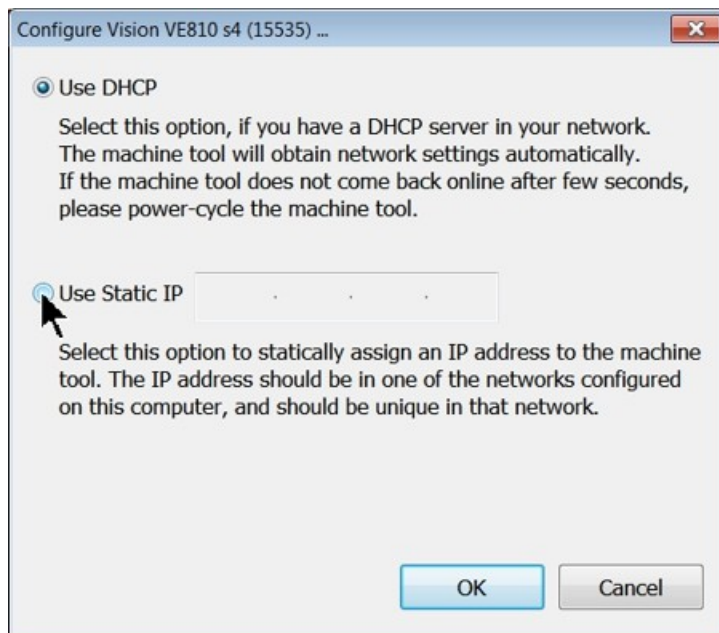 Configure Vision VE810 s4 (15535) ...
Use DHCP
Select this option, if you have a DHCP server in your network.
The machine tool will obtain network settings automatically.
If the machine tool does not come back online after few seconds,
please power-cycle the machine tool.
Use Static IP . . .
Select this option to statically assign an IP address to the machine
tool. The IP address should be in one of the networks configured
on this computer, and should be unique in that network.
OK Cancel